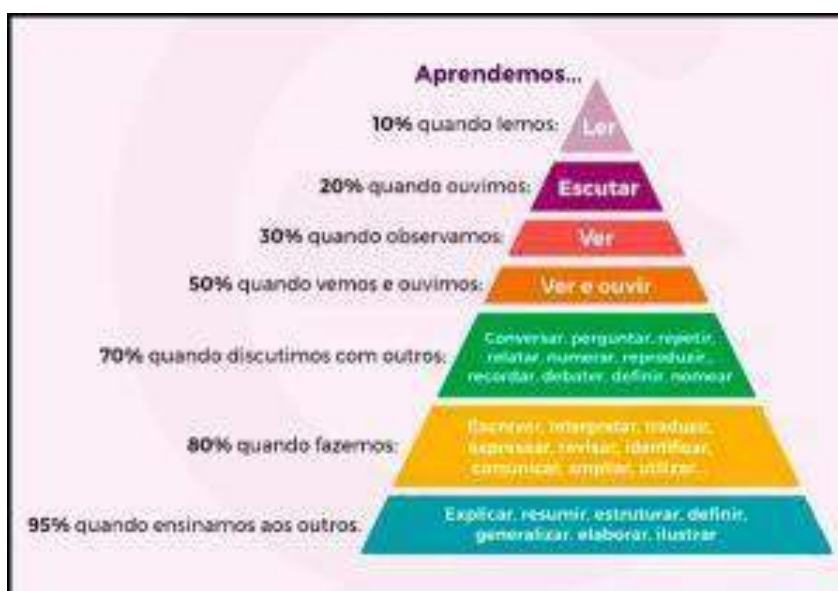 Aprendemos...
10% quando lemos:
Ler
20% quando ouvimos:
Escutar
30% quando observamos:
Ver
50% quando vemos e ouvimos:
Ver e ouvir
70% quando discutimos com outros:
Conversar, perguntar, repetir,
relatar, numerar, reproduzir,
recordar, debater, definir, nomear
80% quando fazemos:
Escrever, interpretar, traduzir,
expressar, revisar, identificar,
comunicar, ampliar, utilizar...
95% quando ensinamos aos outros:
Explicar, resumir, estruturar, definir,
generalizar, elaborar, ilustrar